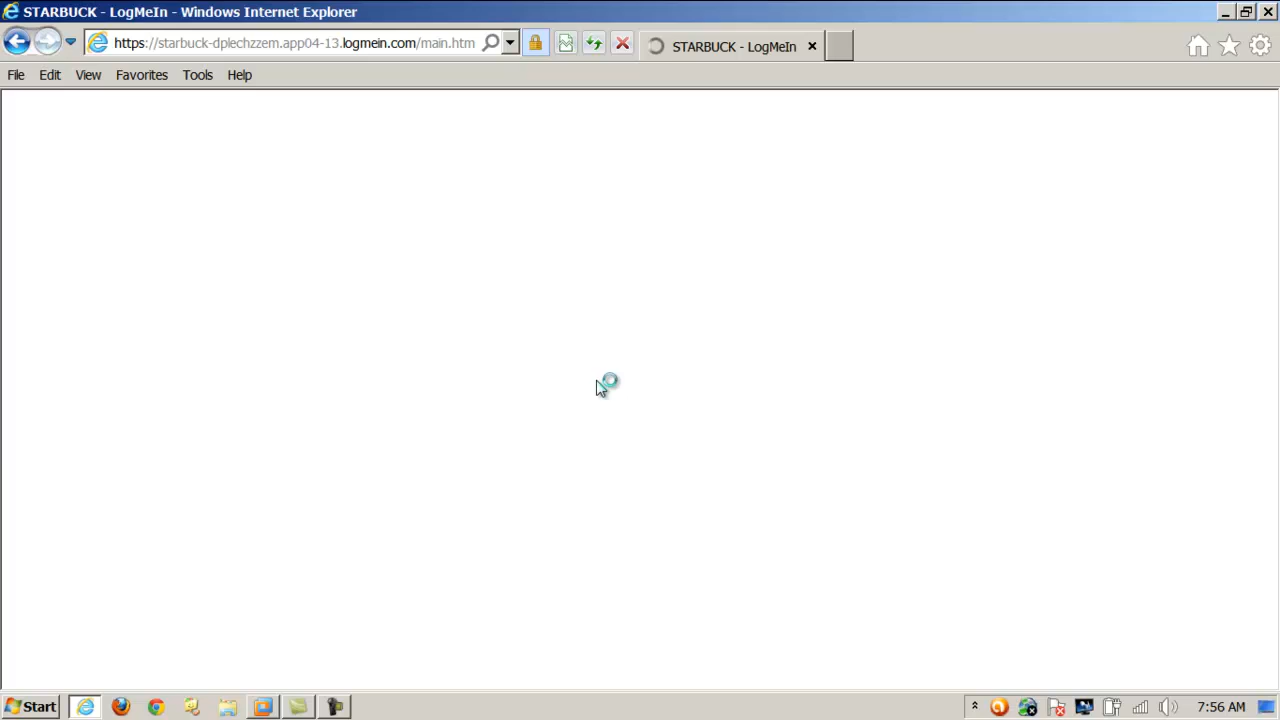 STARBUCK - LogMeIn - Windows Internet Explorer
https://starbuck-dpiechzzem.app04-13.logmein.com/main.htm
STARBUCK - LogMeIn
File Edit View Favorites Tools Help
Start
7:56 AM